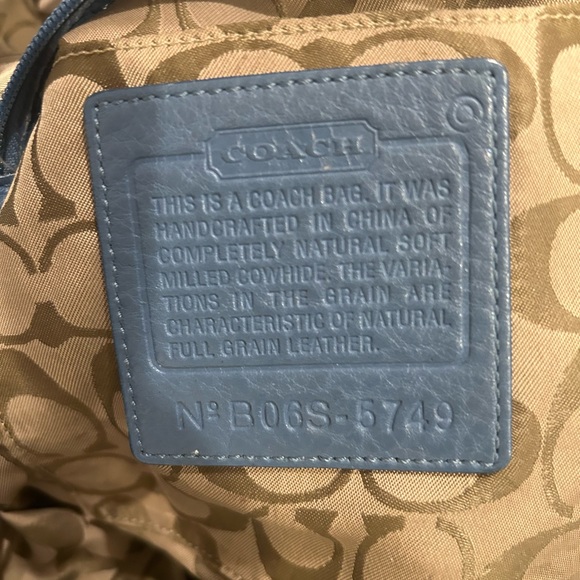 ©
COACH
THIS IS A COACH BAG. IT WAS
HANDCRAFTED IN CHINA OF
COMPLETELY NATURAL SOFT
MILLED COWHIDE. THE VARIA-
TIONS IN THE GRAIN ARE
CHARACTERISTIC OF NATURAL
FULL GRAIN LEATHER.
Nº B06S-5749